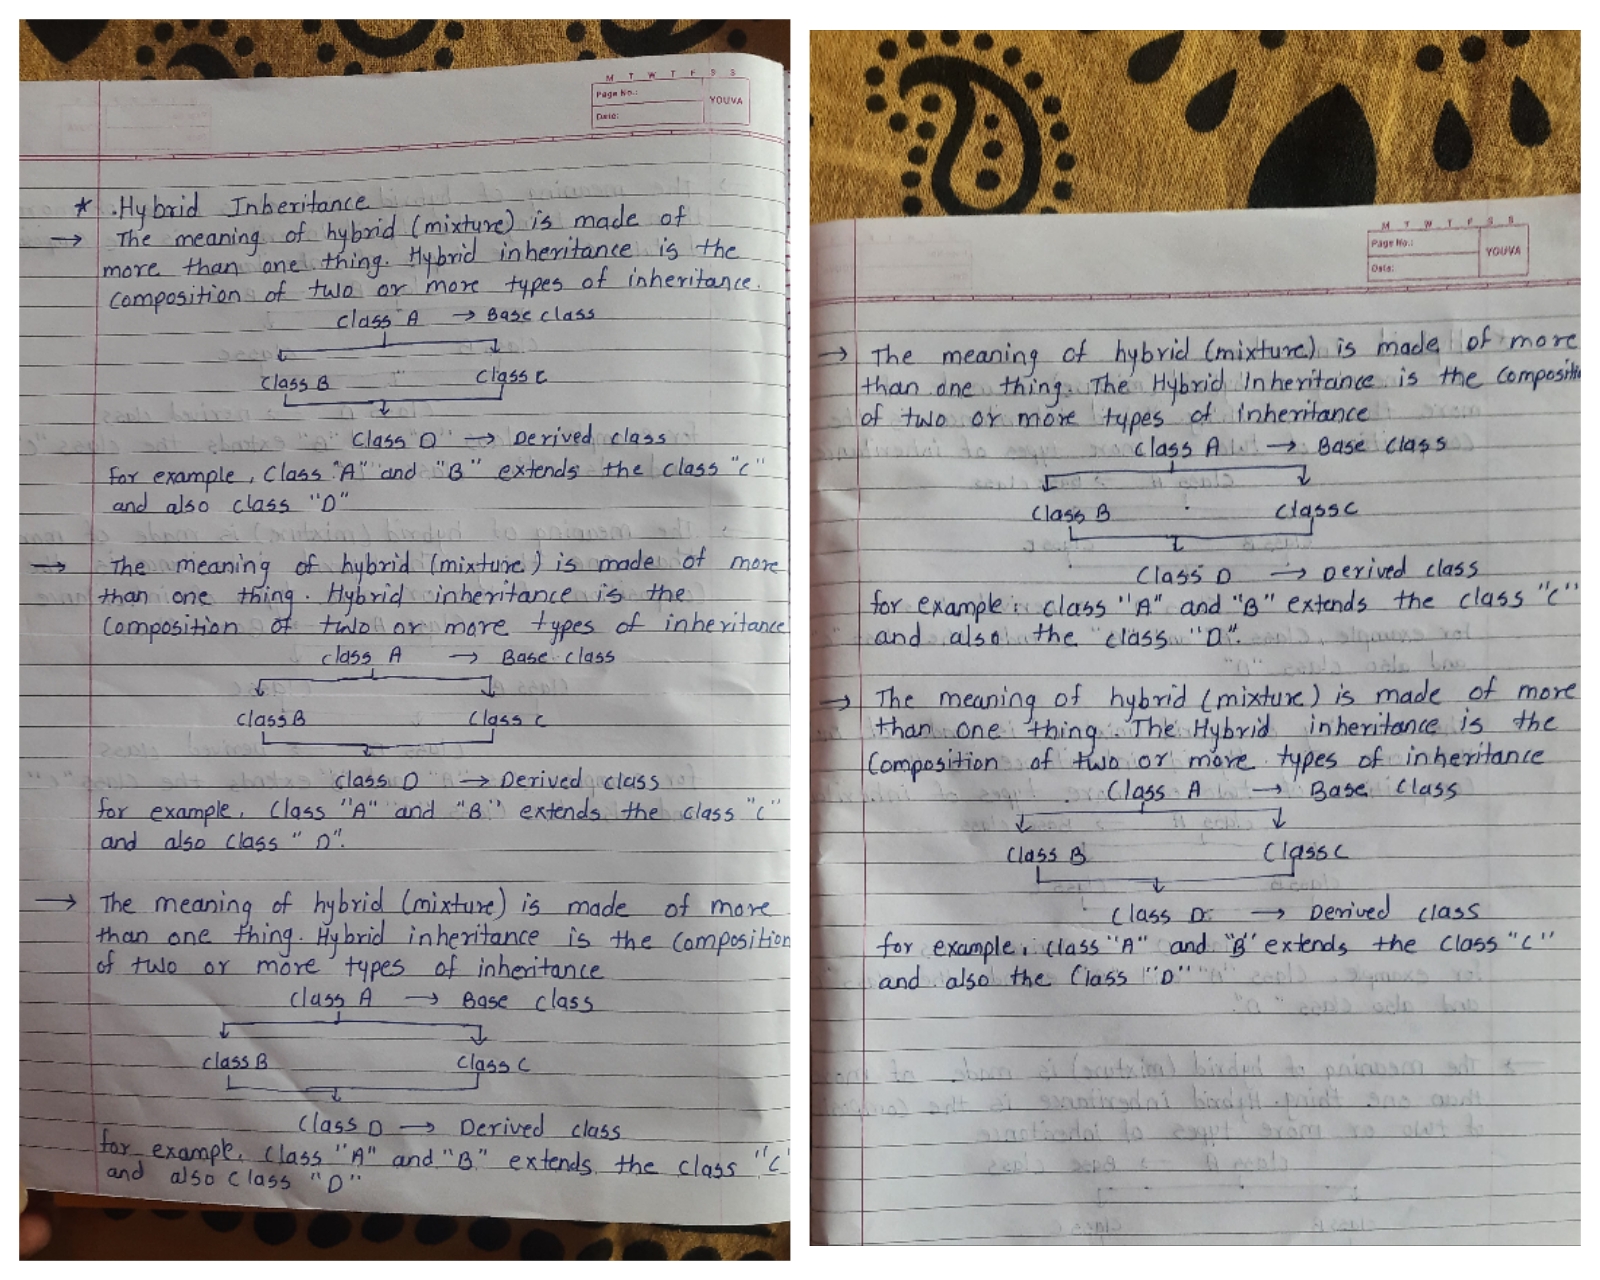 M T W T F S S
Page No.:
YOUVA
Date:
* Hybrid Inheritance
→ The meaning of hybrid (mixture) is made of
more than one thing. Hybrid inheritance is the
composition of two or more types of inheritance.
class A → Base class
class B class C
class D → Derived class
for example, class "A" and "B" extends the class "C"
and also class "D"
→ The meaning of hybrid (mixture) is made of more
than one thing. Hybrid inheritance is the
composition of two or more types of inheritance
class A → Base class
class B class C
class D → Derived class
for example, class "A" and "B" extends the class "C"
and also class "D".
→ The meaning of hybrid (mixture) is made of more
than one thing. Hybrid inheritance is the composition
of two or more types of inheritance
class A → Base class
class B class C
class D → Derived class
for example, class "A" and "B" extends the class "C
and also class "D"
M T W T F S S
Page No.:
YOUVA
Date:
→ The meaning of hybrid (mixture) is made of more
than one thing. The Hybrid Inheritance is the compositi
of two or more types of inheritance
class A → Base class
class B class C
class D → Derived class
for example, class "A" and "B" extends the class "C"
and also the class "D".
→ The meaning of hybrid (mixture) is made of more
than one thing. The Hybrid inheritance is the
composition of two or more types of inheritance
class A → Base class
class B class C
class D → Derived class
for example, class "A" and "B" extends the class "C"
and also the class "D"